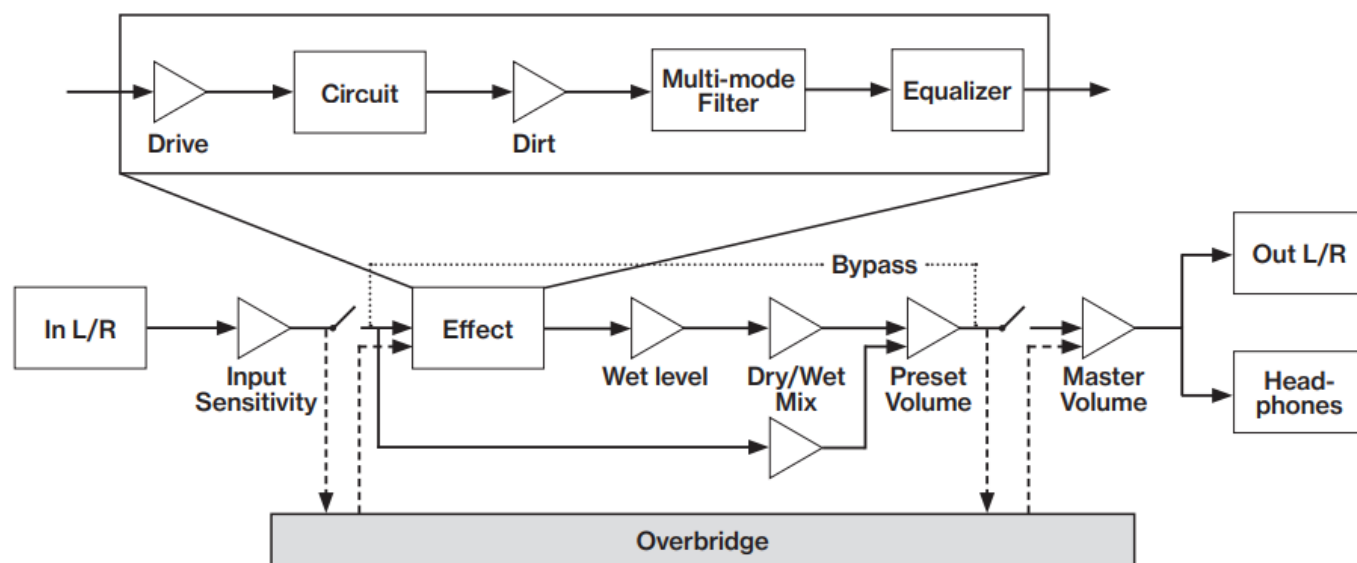 Drive
Circuit
Dirt
Multi-mode
Filter
Equalizer
Bypass
In L/R
Input
Sensitivity
Effect
Wet level
Dry/Wet
Mix
Preset
Volume
Master
Volume
Out L/R
Head-
phones
Overbridge